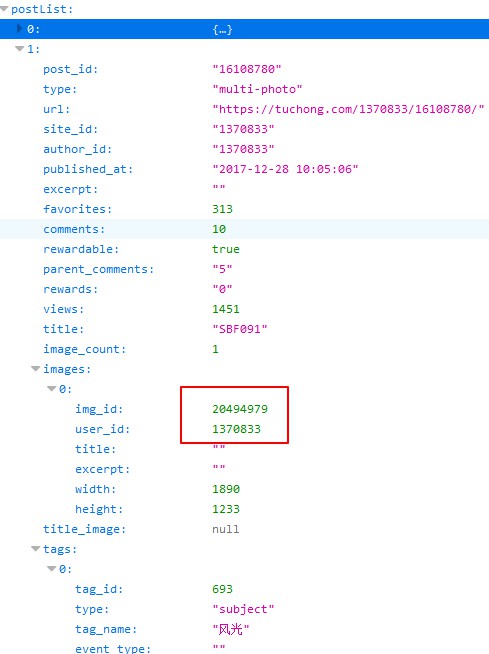 postList:
0: {…}
1:
post_id: "16108780"
type: "multi-photo"
url: "https://tuchong.com/1370833/16108780/"
site_id: "1370833"
author_id: "1370833"
published_at: "2017-12-28 10:05:06"
excerpt: ""
favorites: 313
comments: 10
rewardable: true
parent_comments: "5"
rewards: "0"
views: 1451
title: "SBF091"
image_count: 1
images:
0:
img_id: 20494979
user_id: 1370833
title: ""
excerpt: ""
width: 1890
height: 1233
title_image: null
tags:
0:
tag_id: 693
type: "subject"
tag_name: "风光"
event_type: ""